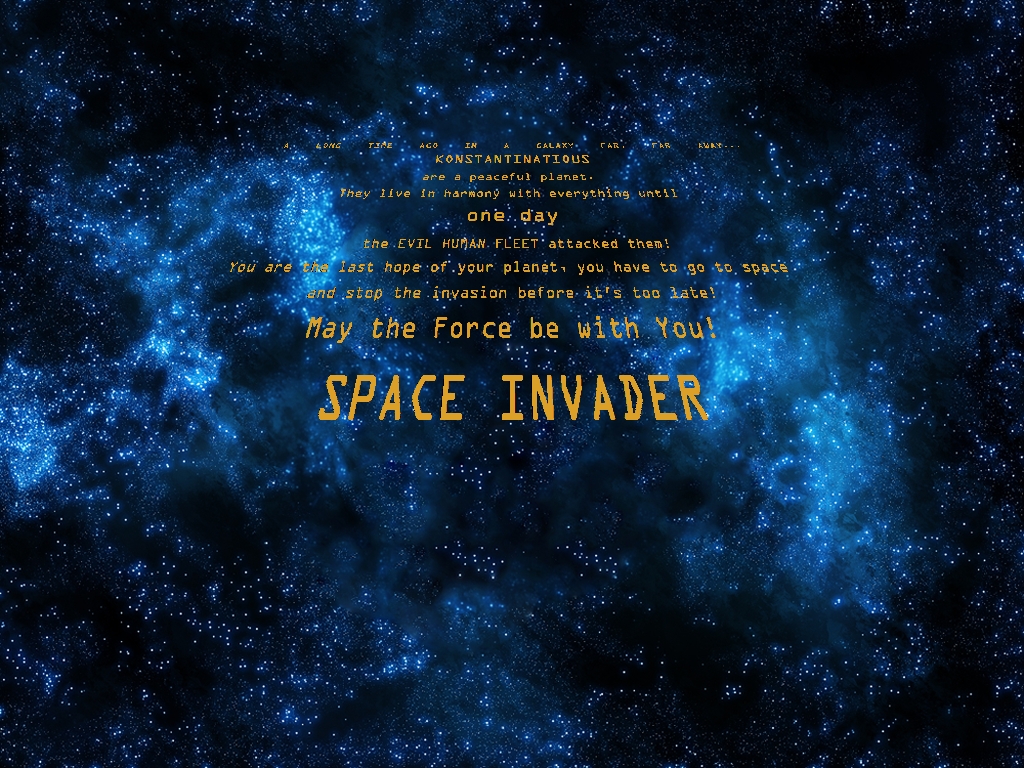 A LONG TIME AGO IN A GALAXY FAR, FAR AWAY...
KONSTANTINATIOUS
are a peaceful planet.
They live in harmony with everything until
one day
the EVIL HUMAN FLEET attacked them!
You are the last hope of your planet, you have to go to space
and stop the invasion before it's too late!
May the Force be with You!
SPACE INVADER